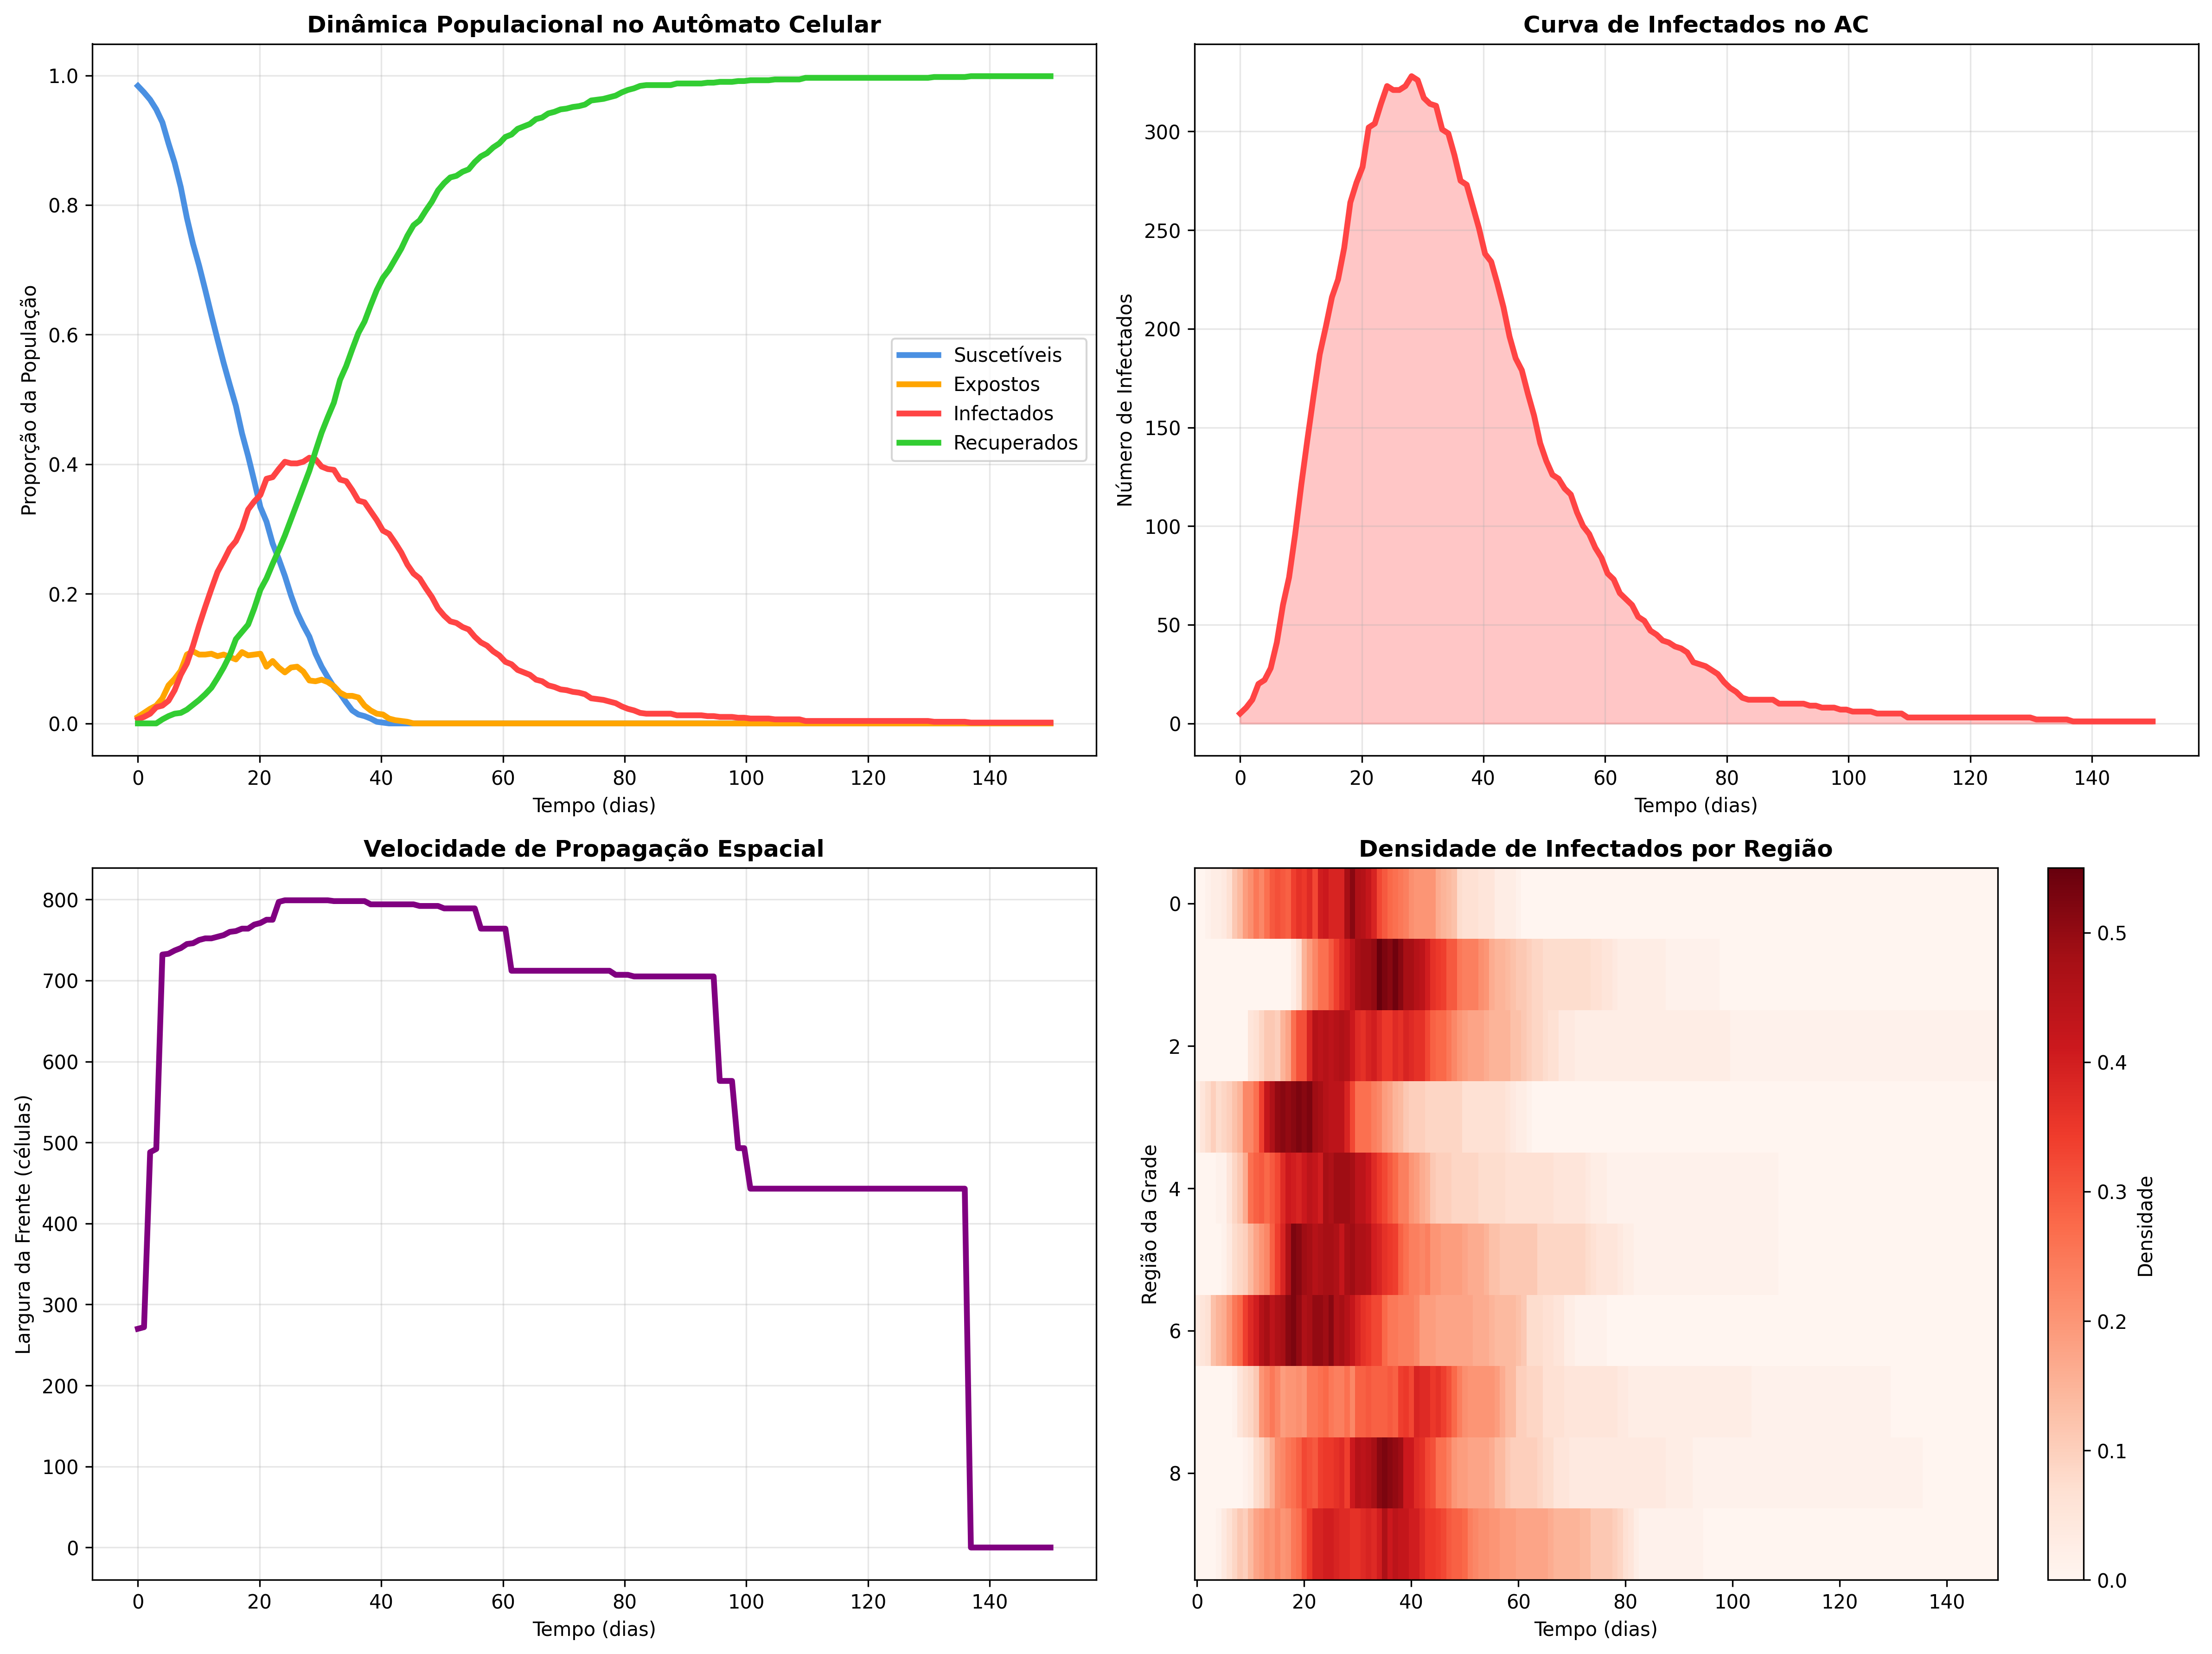 Dinâmica Populacional no Autômato Celular
Proporção da População
1.0
0.8
0.6
0.4
0.2
0.0
Suscetíveis
Expostos
Infectados
Recuperados
0 20 40 60 80 100 120 140
Tempo (dias)
Curva de Infectados no AC
Número de Infectados
300
250
200
150
100
50
0
0 20 40 60 80 100 120 140
Tempo (dias)
Velocidade de Propagação Espacial
Largura da Frente (células)
800
700
600
500
400
300
200
100
0
0 20 40 60 80 100 120 140
Tempo (dias)
Densidade de Infectados por Região
Região da Grade
0
2
4
6
8
0 20 40 60 80 100 120 140
Tempo (dias)
0.5
0.4
0.3
0.2
0.1
0.0
Densidade